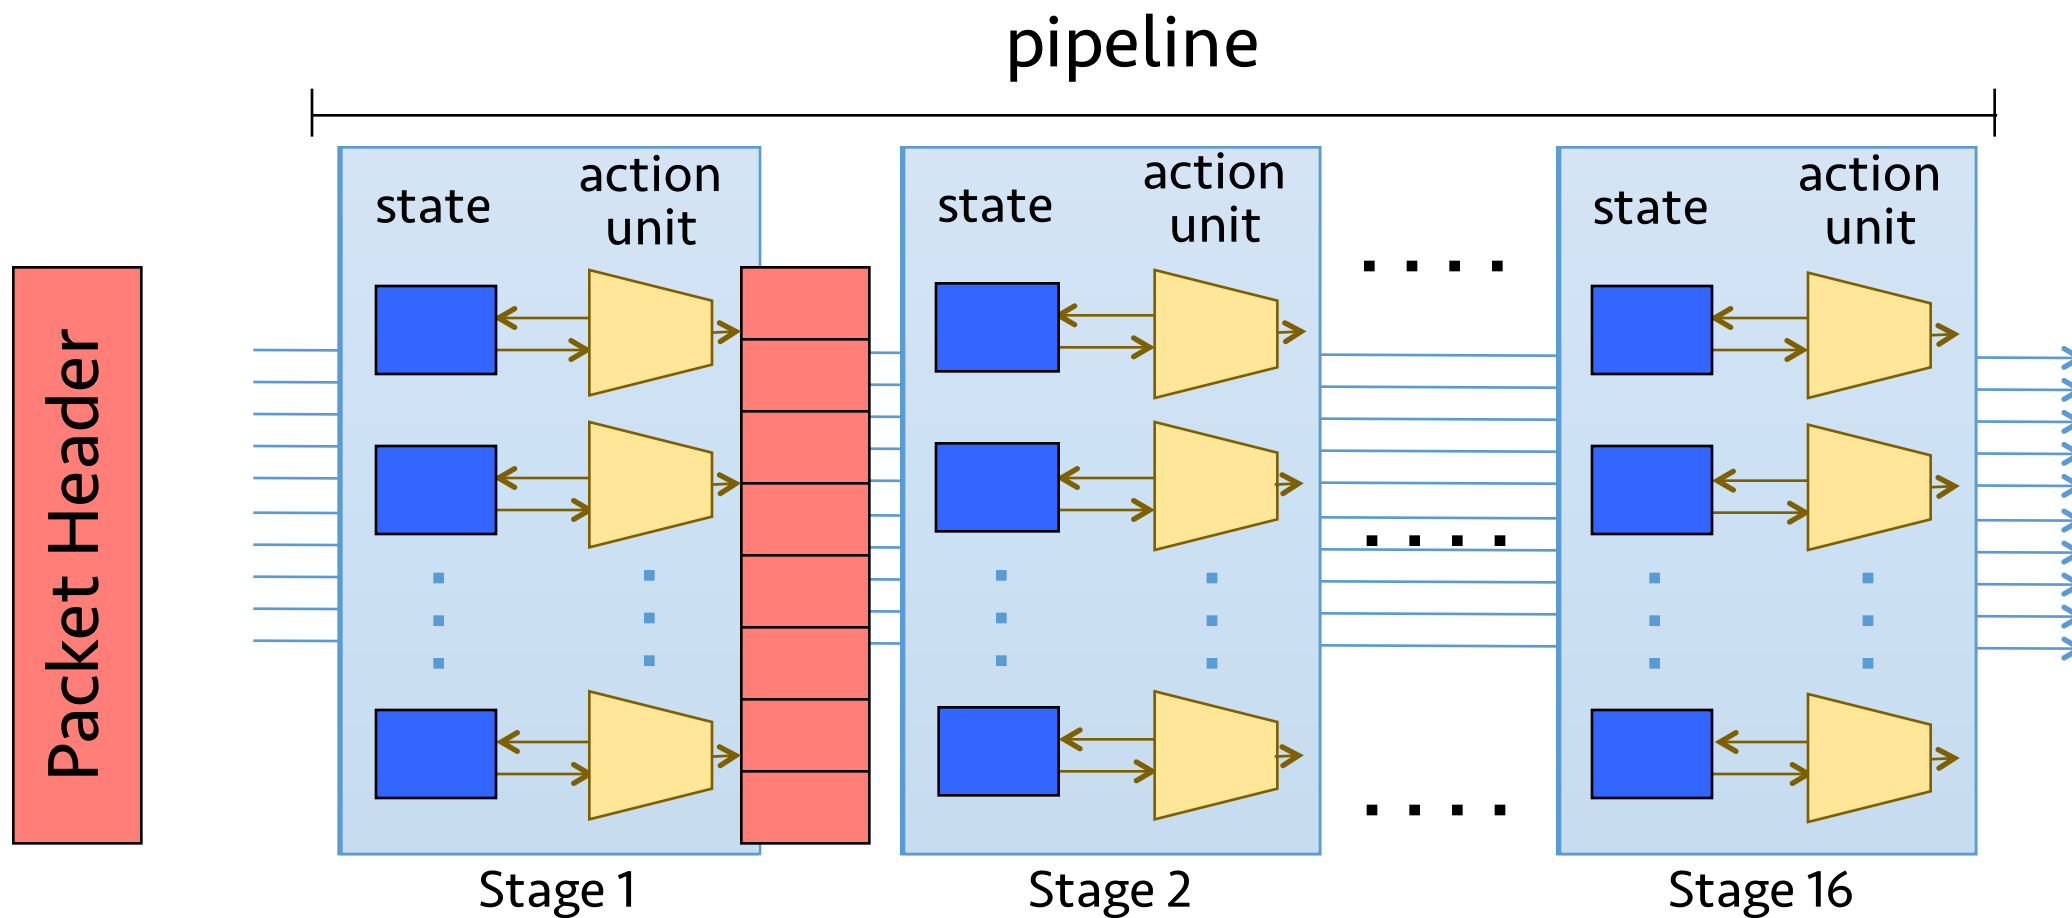 pipeline
Packet Header
state
action
unit
state
action
unit
state
action
unit
Stage 1
Stage 2
Stage 16